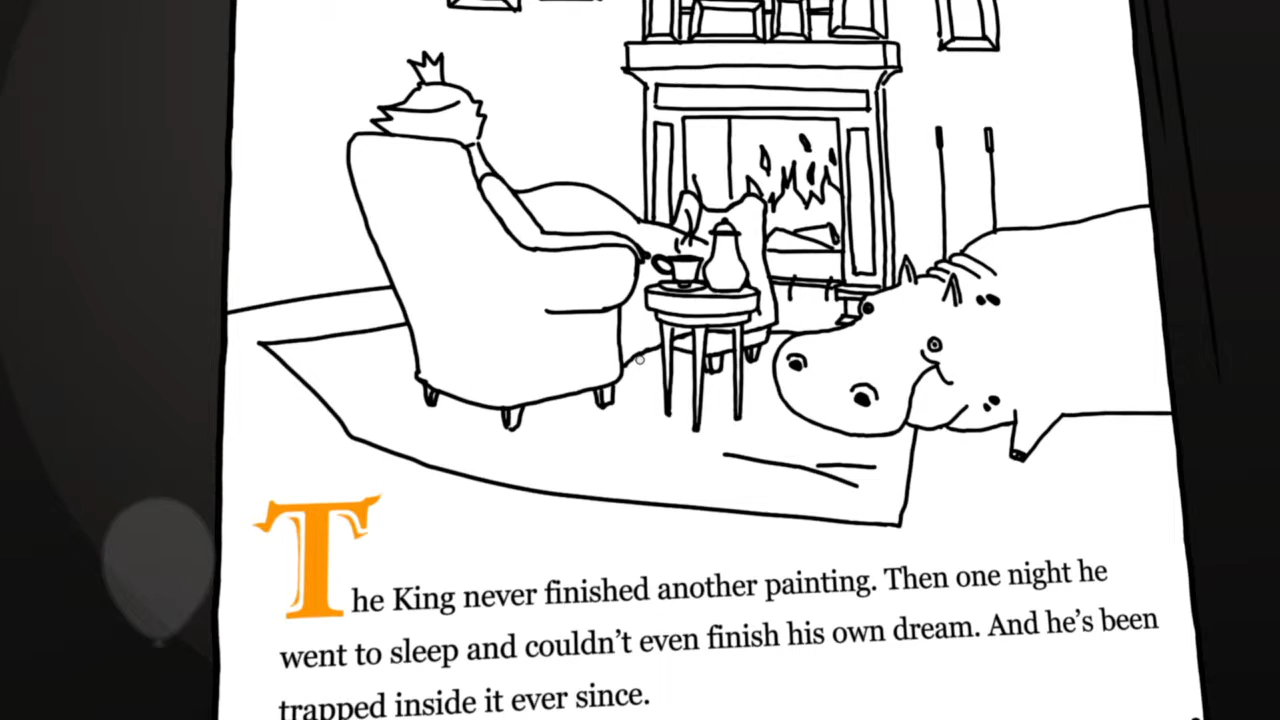 The King never finished another painting. Then one night he
went to sleep and couldn’t even finish his own dream. And he’s been
trapped inside it ever since.